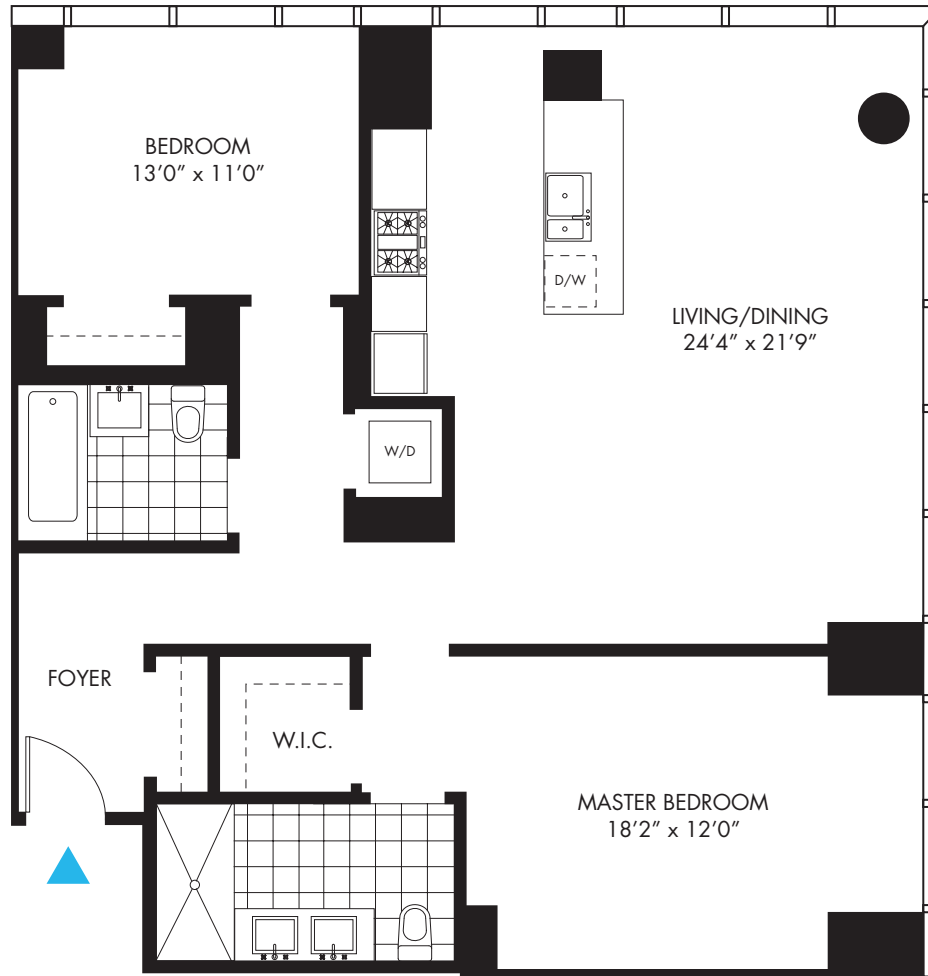 BEDROOM
13’0” x 11’0”
D/W
LIVING/DINING
24’4” x 21’9”
W/D
FOYER
W.I.C.
MASTER BEDROOM
18’2” x 12’0”